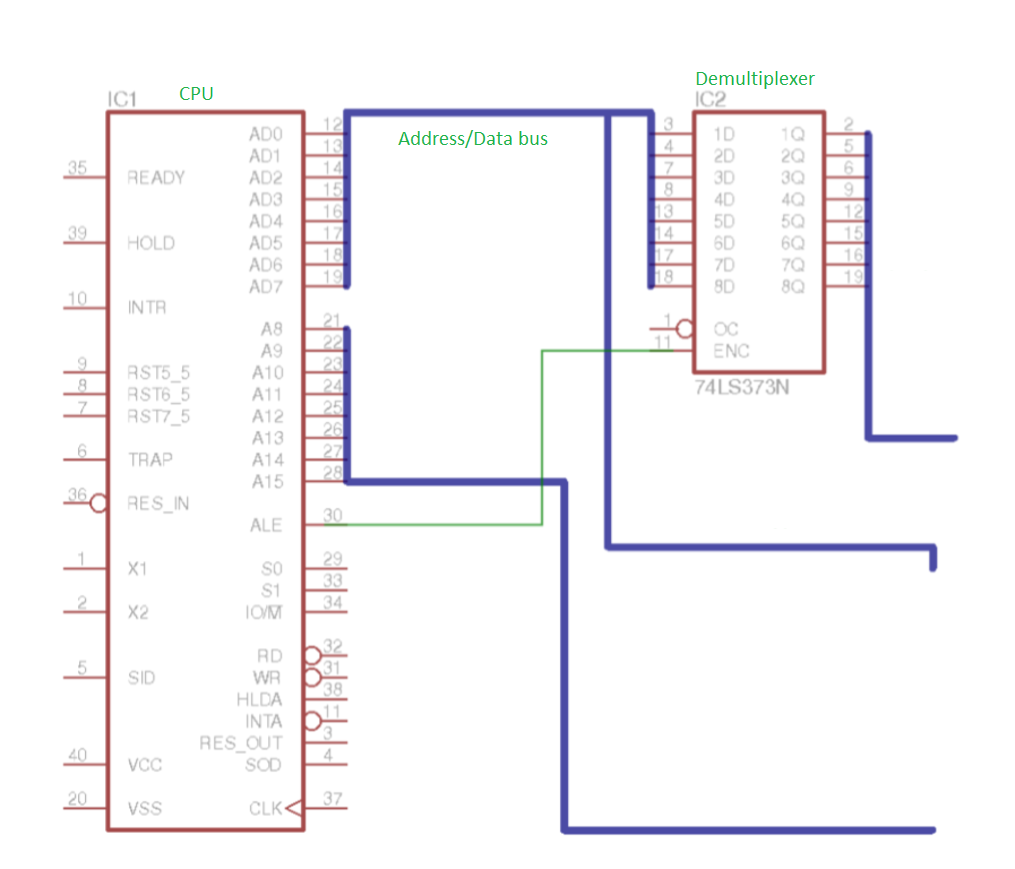 CPU
IC1
Demultiplexer
IC2
Address/Data bus
35 READY
39 HOLD
10 INTR
9 RST5_5
8 RST6_5
7 RST7_5
6 TRAP
36 RES_IN
1 X1
2 X2
5 SID
40 VCC
20 VSS
AD0 12
AD1 13
AD2 14
AD3 15
AD4 16
AD5 17
AD6 18
AD7 19
A8 21
A9 22
A10 23
A11 24
A12 25
A13 26
A14 27
A15 28
ALE 30
S0 29
S1 33
IO/M 34
RD 32
WR 31
HLDA 38
INTA 11
RES_OUT 3
SOD 4
CLK 37
3 1D 1Q 2
4 2D 2Q 5
7 3D 3Q 6
8 4D 4Q 9
13 5D 5Q 12
14 6D 6Q 15
17 7D 7Q 16
18 8D 8Q 19
1 OC
11 ENC
74LS373N